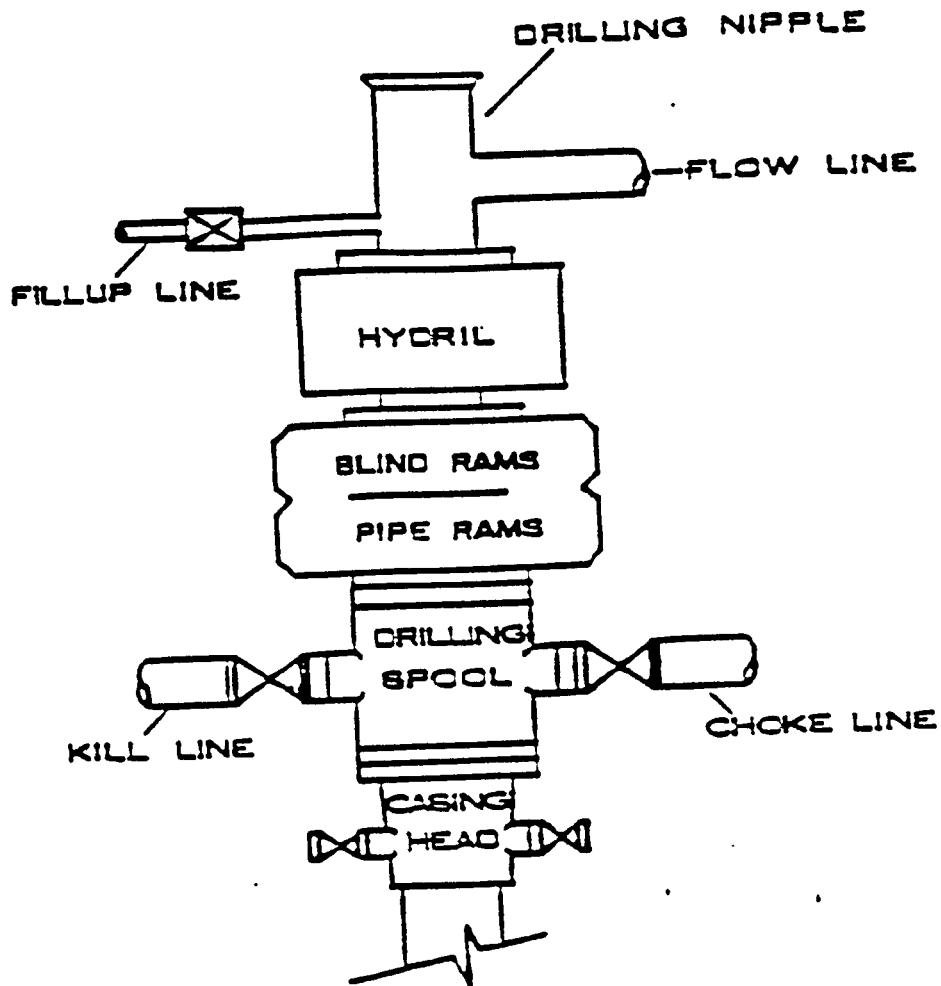 DRILLING NIPPLE
FLOW LINE
FILLUP LINE
HYDRIL
BLIND RAMS
PIPE RAMS
DRILLING
SPOOL
KILL LINE
CHOKE LINE
CASING
HEAD